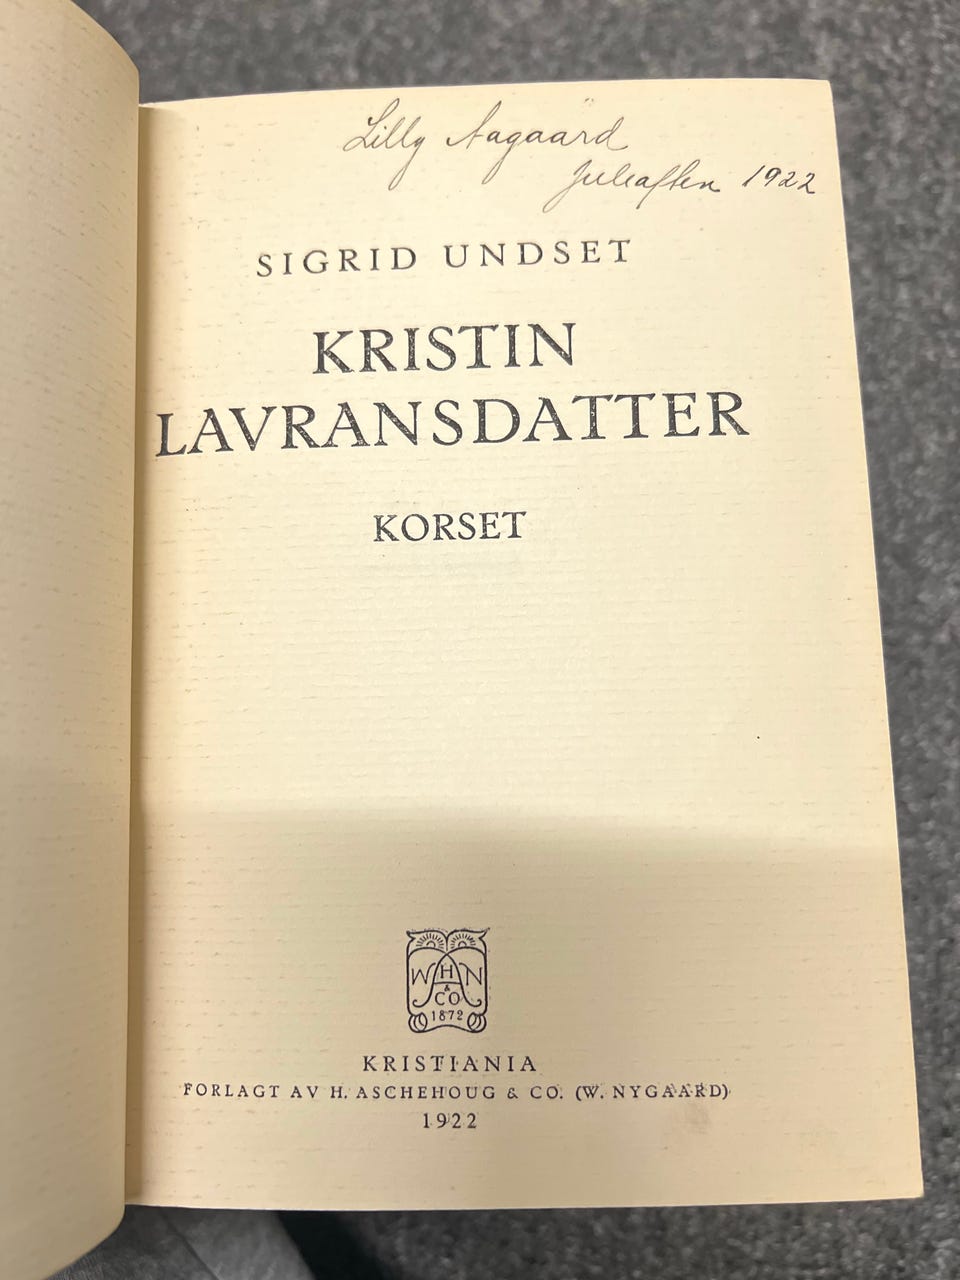 Lilly Aagaard
Juleaften 1922
SIGRID UNDSET
KRISTIN
LAVRANSDATTER
KORSET
W H N
& CO
1872
KRISTIANIA
FORLAGT AV H. ASCHEHOUG & CO. (W. NYGAARD)
1922